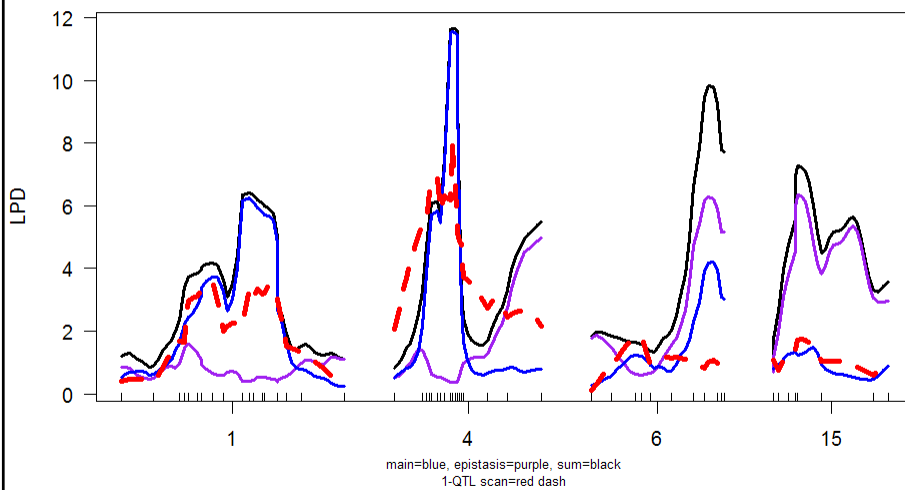 12
10
8
6
4
2
0
LPD
1 4 6 15
main=blue, epistasis=purple, sum=black
1-QTL scan=red dash